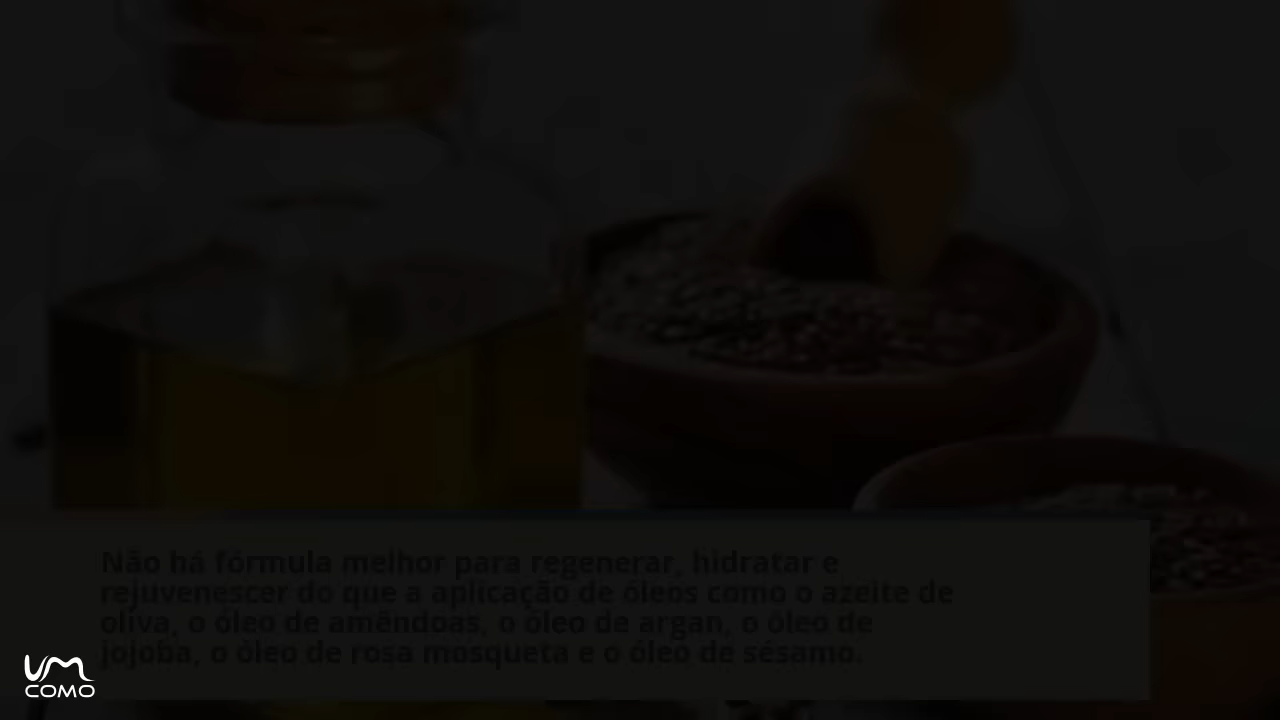 Não há fórmula melhor para regenerar, hidratar e
rejuvenescer do que a aplicação de óleos como o azeite de
oliva, o óleo de amêndoas, o óleo de argan, o óleo de
jojoba, o óleo de rosa mosqueta e o óleo de sésamo.
UM
COMO